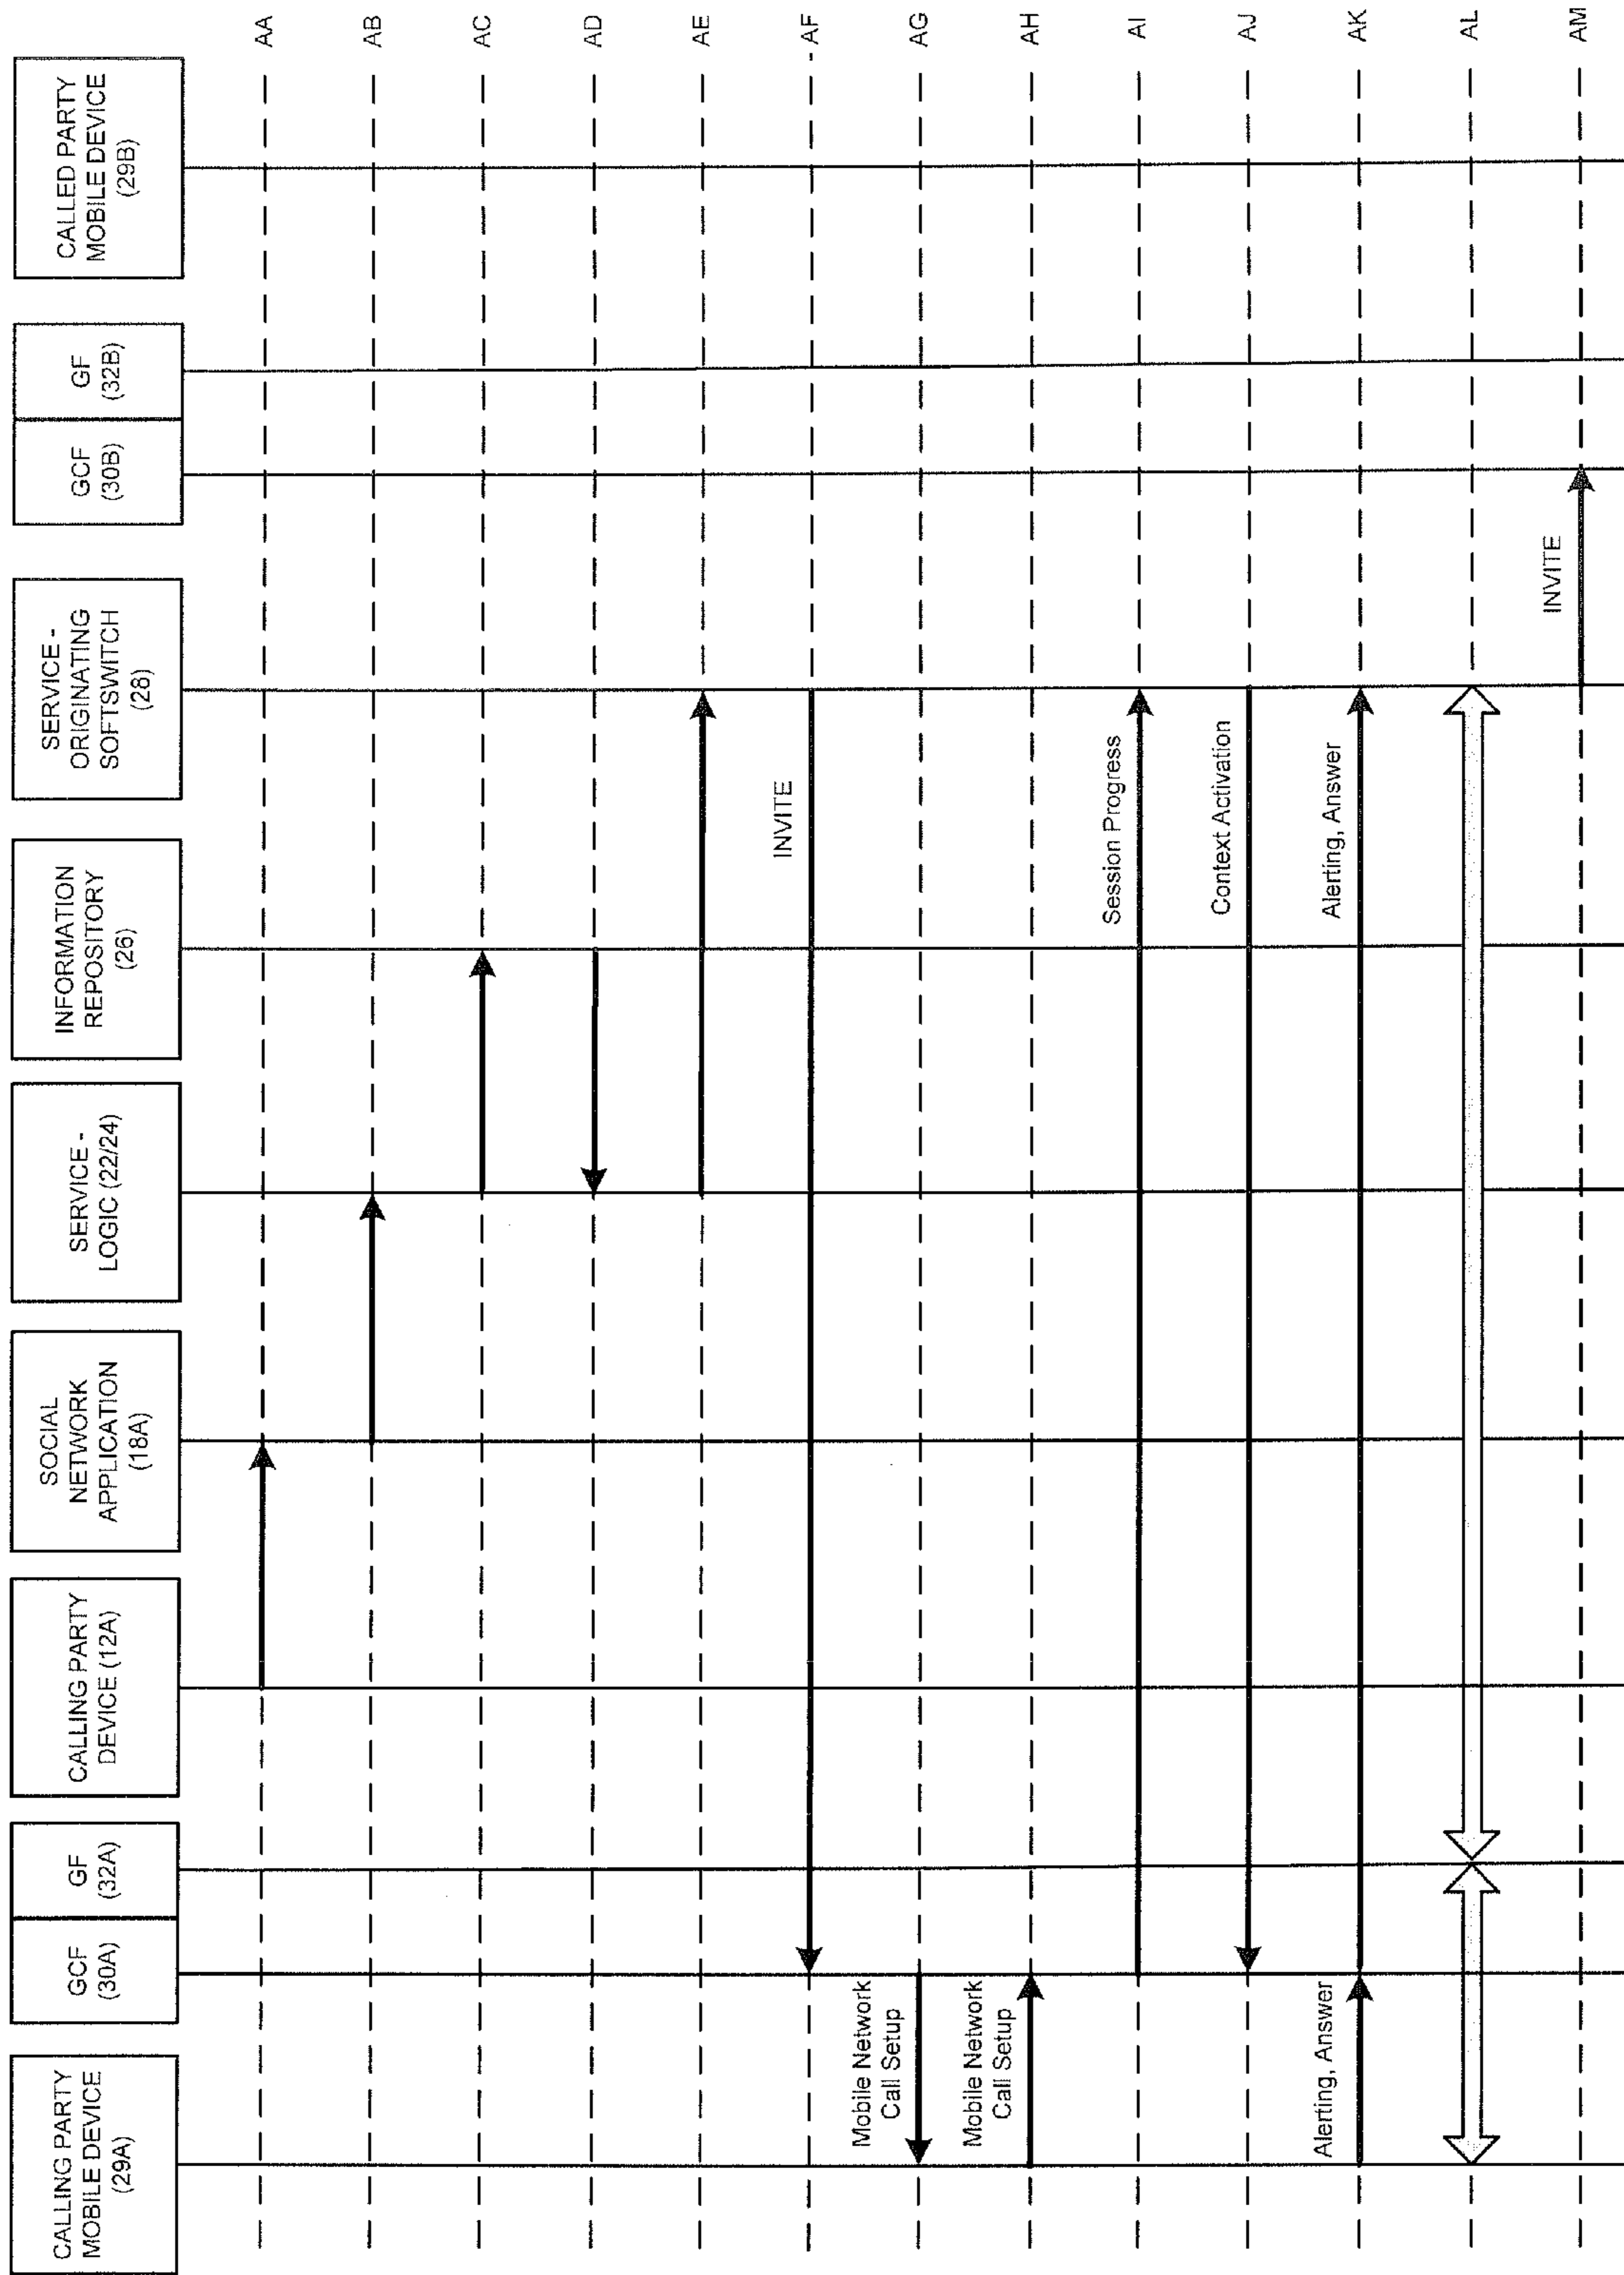 CALLING PARTY
MOBILE DEVICE
(29A)
GCF
(30A)
GF
(32A)
CALLING PARTY
DEVICE (12A)
SOCIAL
NETWORK
APPLICATION
(18A)
SERVICE -
LOGIC (22/24)
INFORMATION
REPOSITORY
(26)
SERVICE -
ORIGINATING
SOFTSWITCH
(28)
GCF
(30B)
GF
(32B)
CALLED PARTY
MOBILE DEVICE
(29B)
AA
AB
AC
AD
AE
INVITE
AF
Mobile Network
Call Setup
AG
Mobile Network
Call Setup
AH
Session Progress
AI
Context Activation
AJ
Alerting, Answer
Alerting, Answer
AK
AL
INVITE
AM